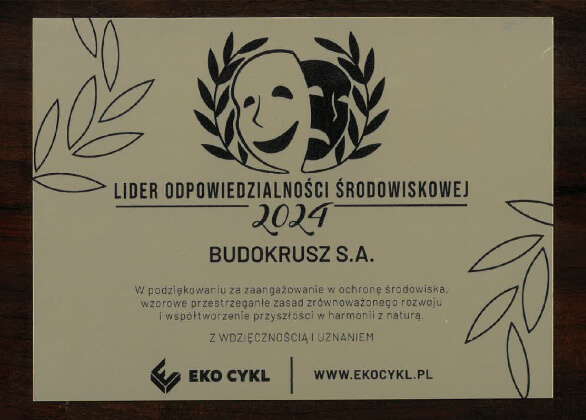 LIDER ODPOWIEDZIALNOŚCI ŚRODOWISKOWEJ
2024
BUDOKRUSZ S.A.
W podziękowaniu za zaangażowanie w ochronę środowiska,
wzorowe przestrzeganie zasad zrównoważonego rozwoju
i współtworzenie przyszłości w harmonii z naturą.
Z WDZIĘCZNOŚCIĄ I UZNANIEM
EKO CYKL | WWW.EKOCYKL.PL